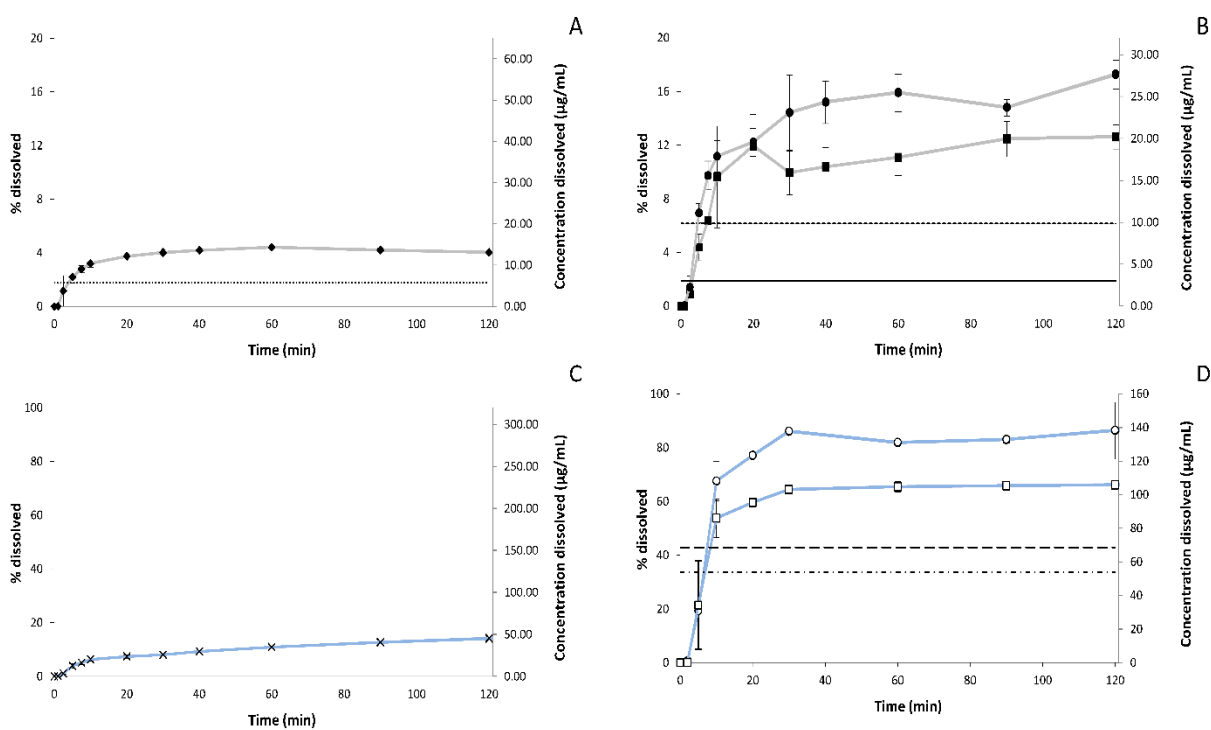 A
20
16
12
8
4
0
% dissolved
60.00
50.00
40.00
30.00
20.00
10.00
0.00
Concentration dissolved (µg/mL)
0 20 40 60 80 100 120
Time (min)
B
20
16
12
8
4
0
% dissolved
30.00
25.00
20.00
15.00
10.00
5.00
0.00
Concentration dissolved (µg/mL)
0 20 40 60 80 100 120
Time (min)
C
100
80
60
40
20
0
% dissolved
300.00
250.00
200.00
150.00
100.00
50.00
0.00
Concentration dissolved (µg/mL)
0 20 40 60 80 100 120
Time (min)
D
100
80
60
40
20
0
% dissolved
160
140
120
100
80
60
40
20
0
Concentration dissolved (µg/mL)
0 20 40 60 80 100 120
Time (min)